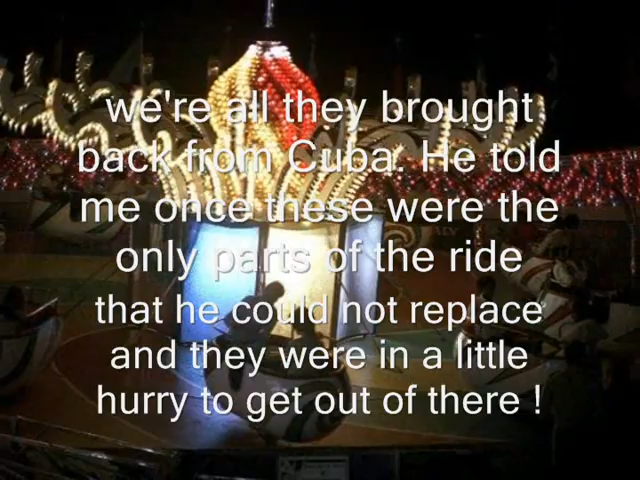 we're all they brought
back from Cuba. He told
me once these were the
only parts of the ride
that he could not replace
and they were in a little
hurry to get out of there !